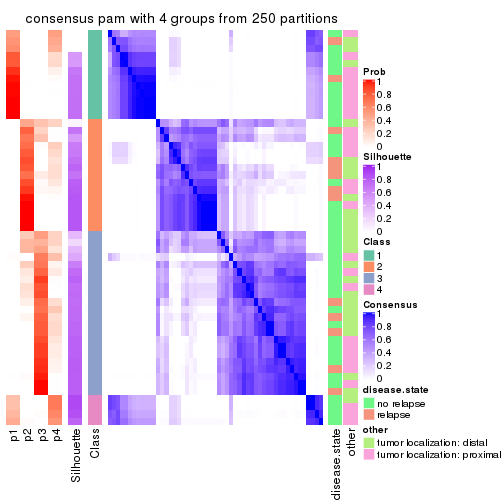 consensus pam with 4 groups from 250 partitions
p1
p2
p3
p4
Silhouette
Class
disease.state
other
Prob
1
0.8
0.6
0.4
0.2
0
Silhouette
1
0.8
0.6
0.4
0.2
0
Class
1
2
3
4
Consensus
1
0.8
0.6
0.4
0.2
0
disease.state
no relapse
relapse
other
tumor localization: distal
tumor localization: proximal